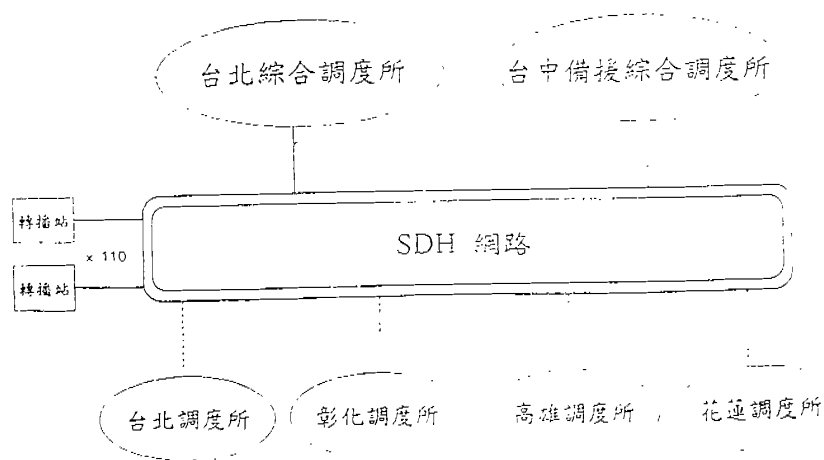 台北綜合調度所
台中備援綜合調度所
轉播站
SDH 網路
× 110
轉播站
台北調度所
彰化調度所
高雄調度所
花蓮調度所